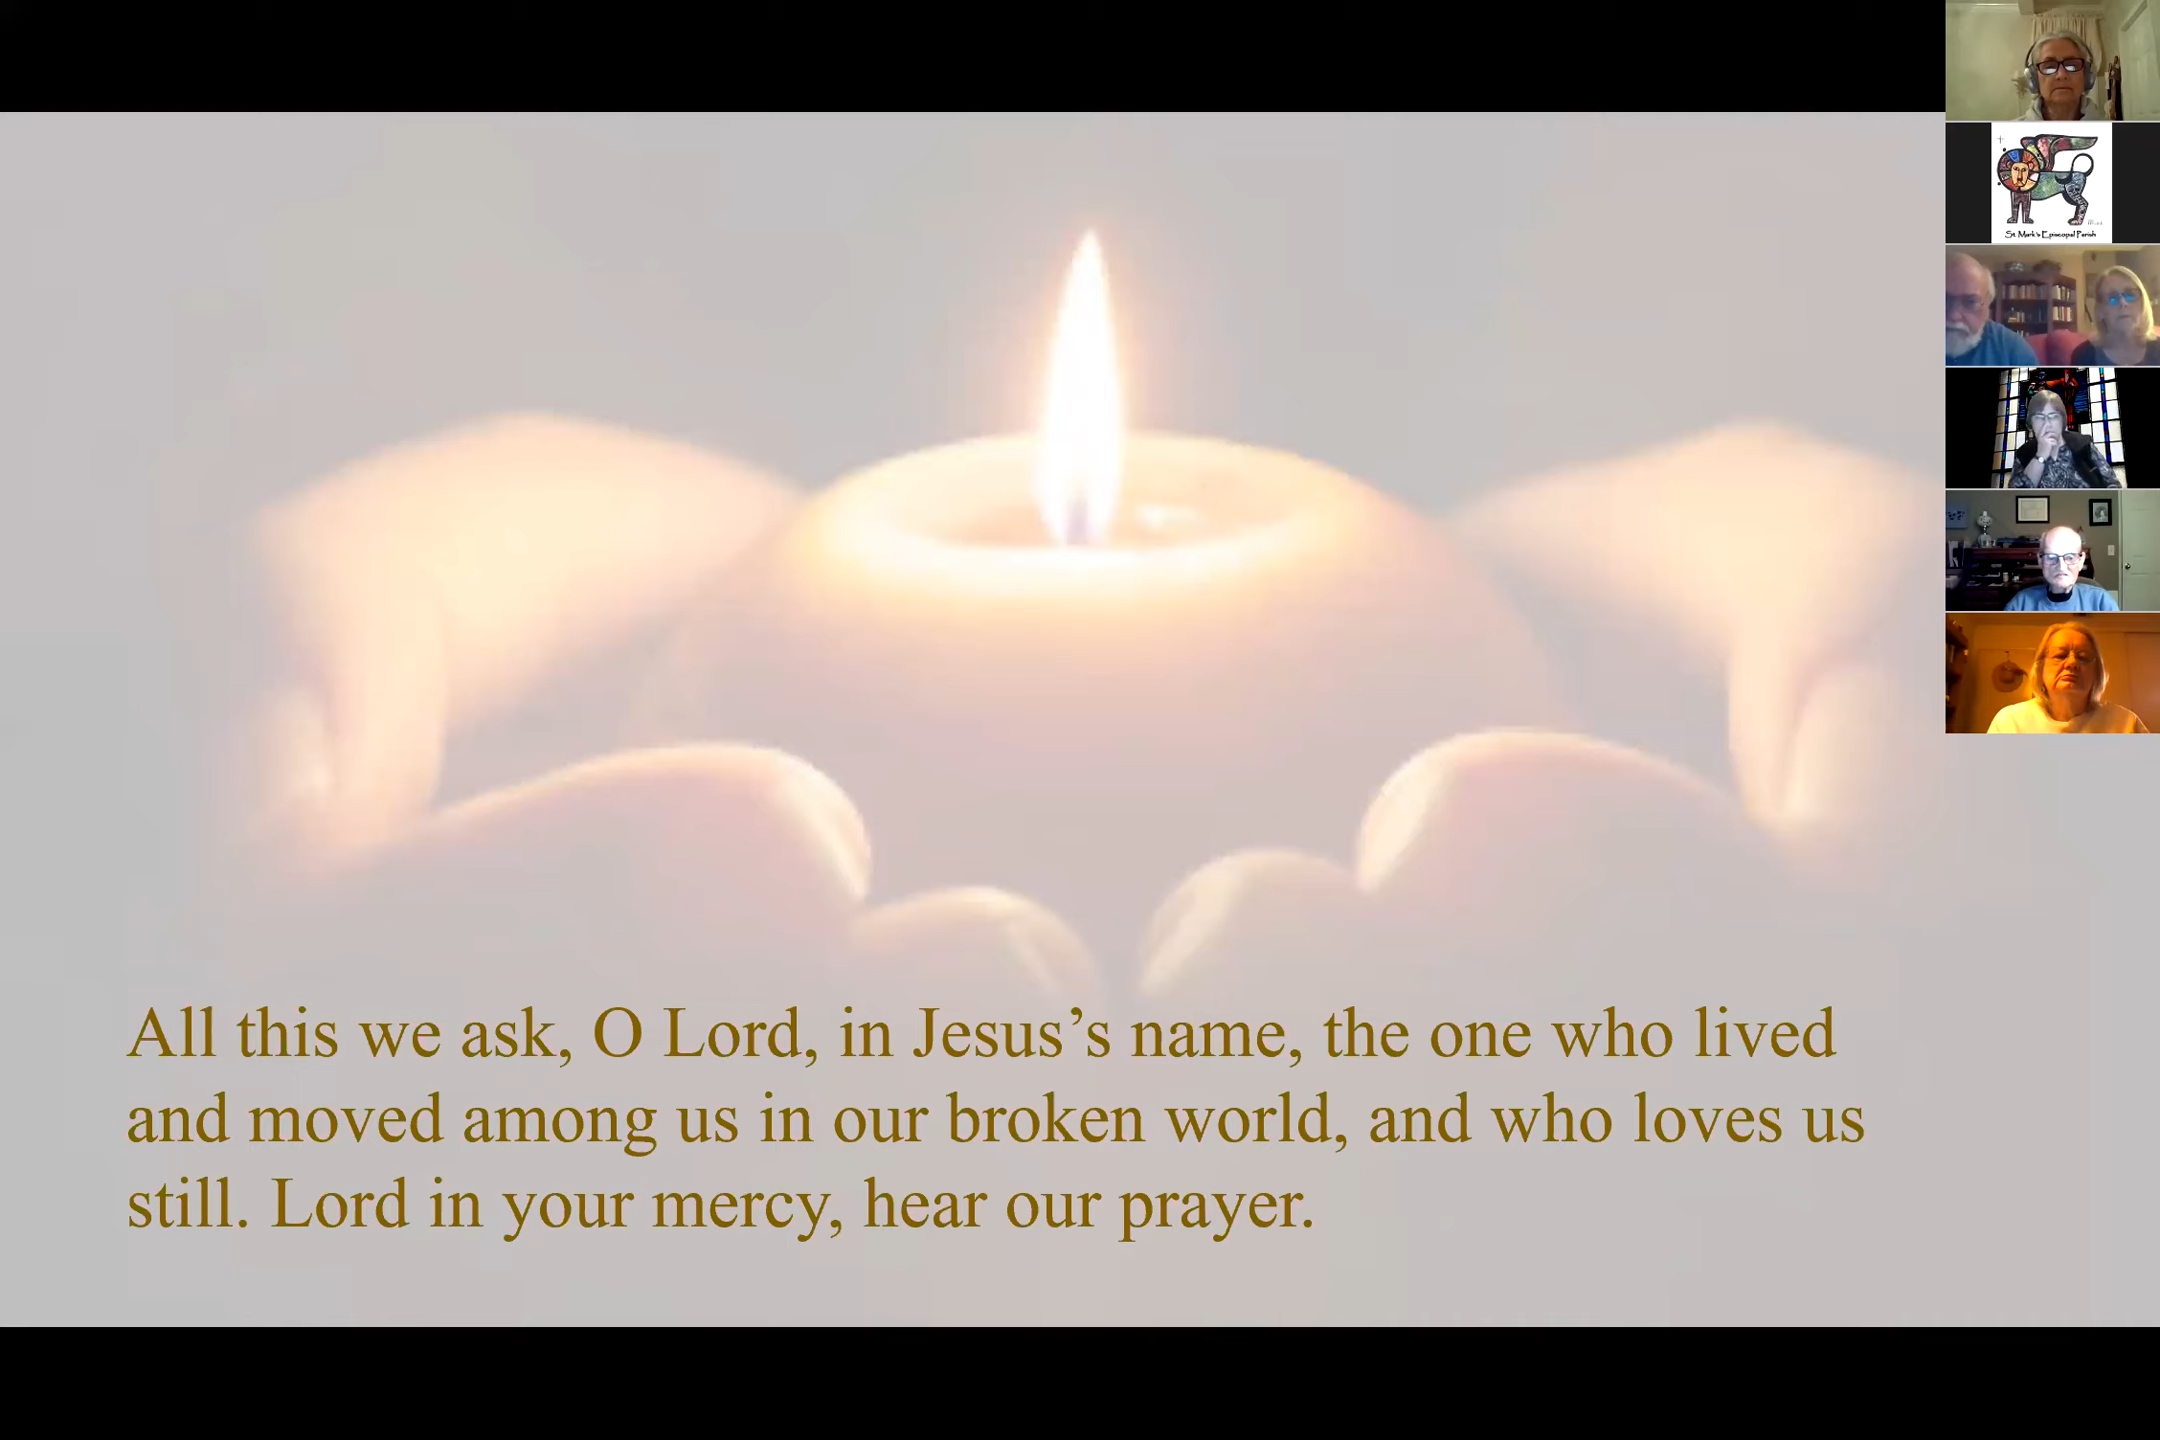 St. Mark's Episcopal Parish
All this we ask, O Lord, in Jesus’s name, the one who lived
and moved among us in our broken world, and who loves us
still. Lord in your mercy, hear our prayer.